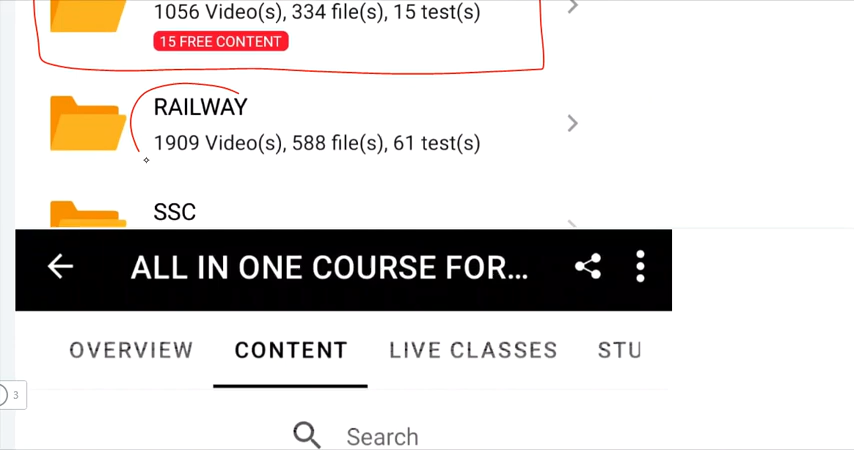 1056 Video(s), 334 file(s), 15 test(s)
15 FREE CONTENT
RAILWAY
1909 Video(s), 588 file(s), 61 test(s)
SSC
ALL IN ONE COURSE FOR...
OVERVIEW CONTENT LIVE CLASSES STU
3
Search